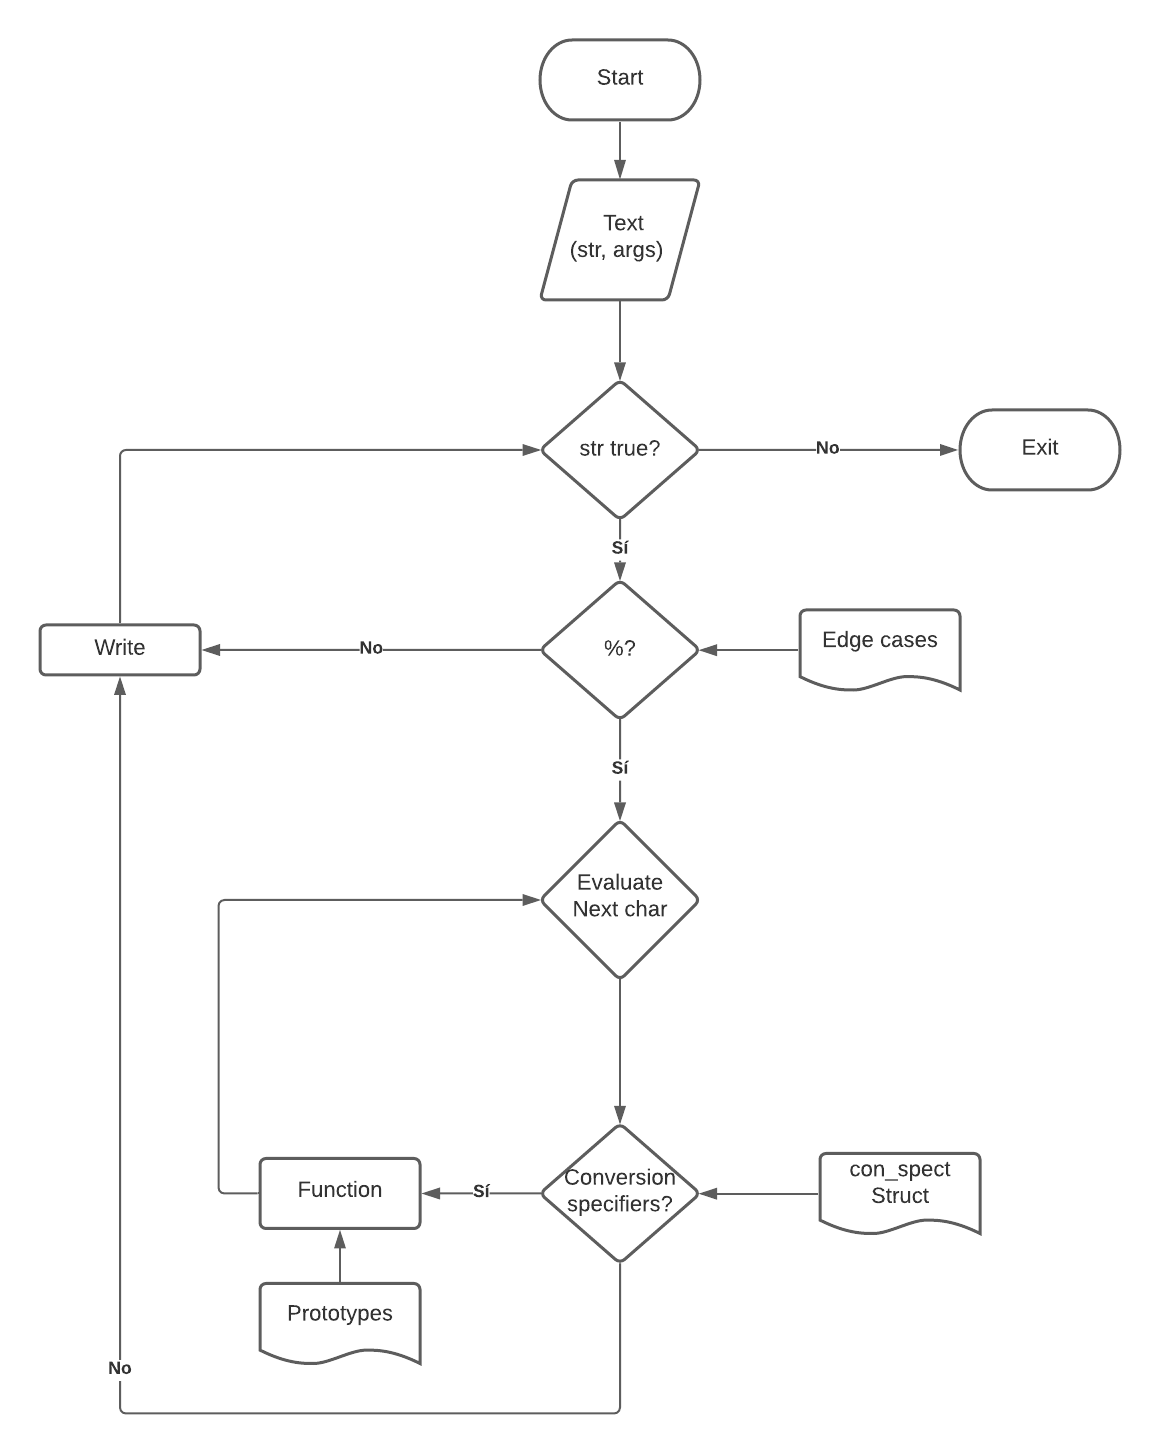 Start
Text
(str, args)
str true?
No
Exit
Sí
Write
No
%?
Edge cases
Sí
Evaluate
Next char
Function
Sí
Conversion
specifiers?
con_spect
Struct
Prototypes
No